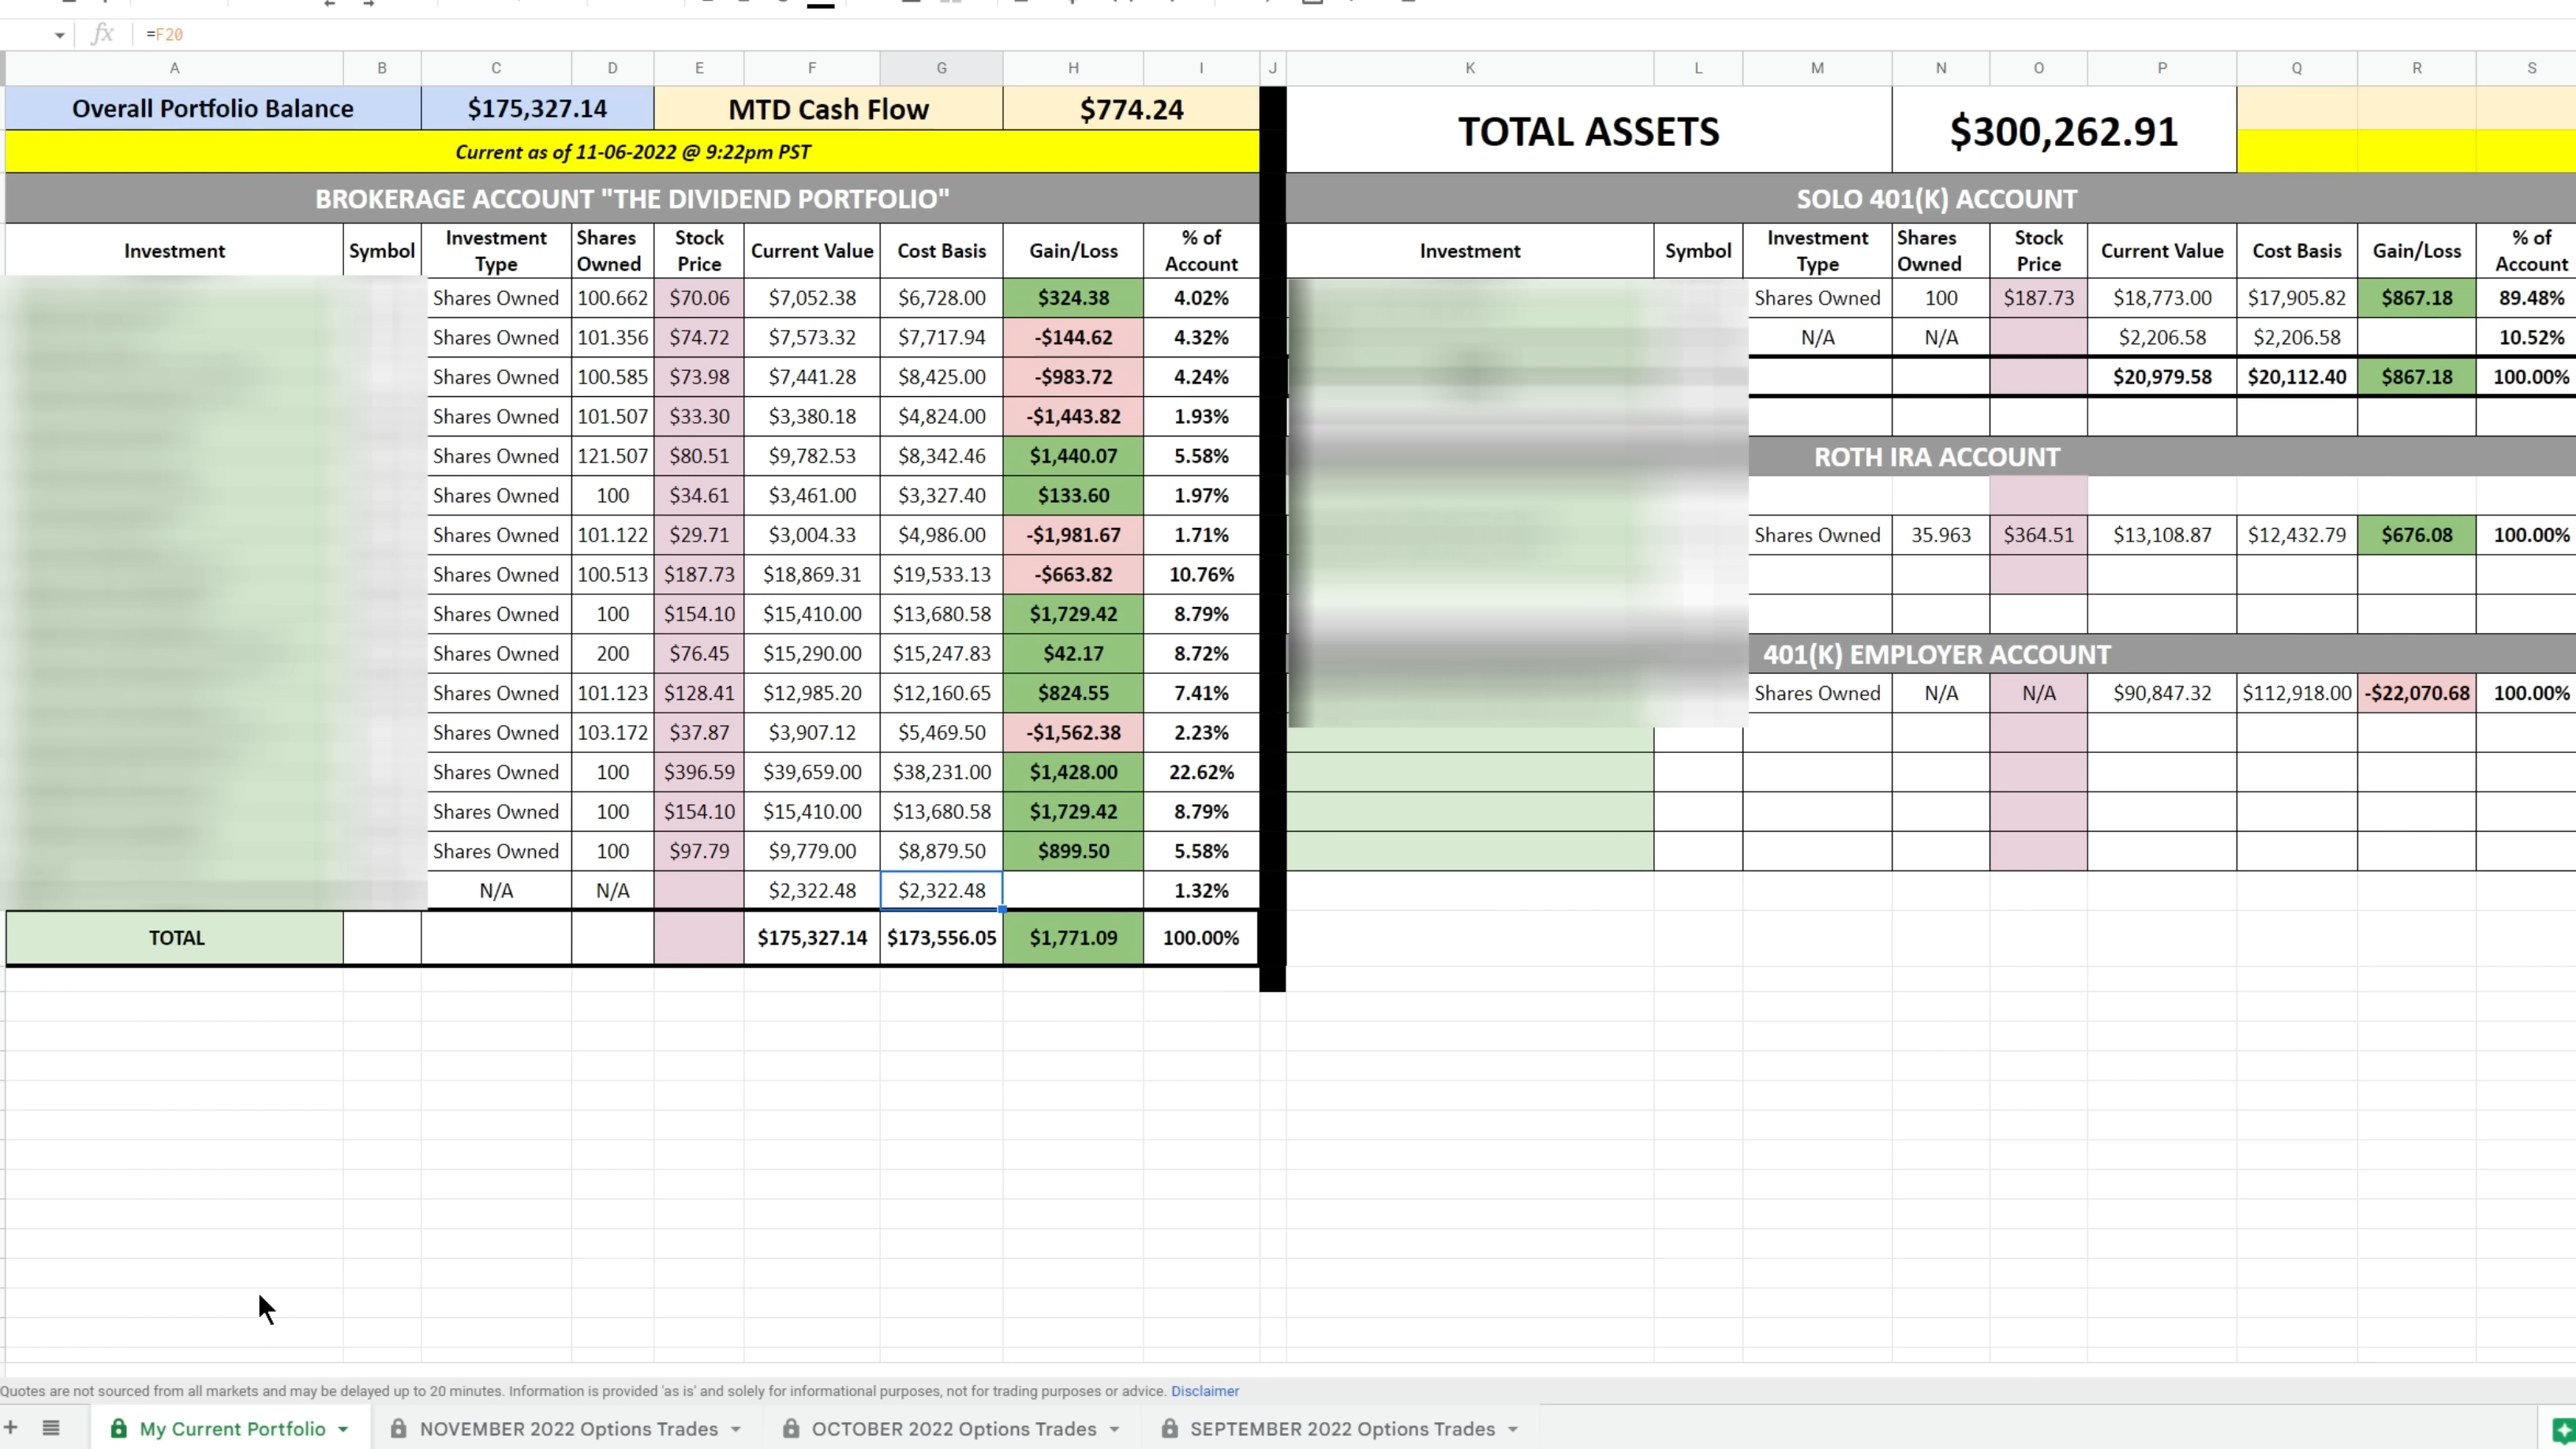 =F20
A B C D E F G H I J K L M N O P Q R S
Overall Portfolio Balance $175,327.14 MTD Cash Flow $774.24 TOTAL ASSETS $300,262.91
Current as of 11-06-2022 @ 9:22pm PST
BROKERAGE ACCOUNT "THE DIVIDEND PORTFOLIO"
Investment Symbol Investment Type Shares Owned Stock Price Current Value Cost Basis Gain/Loss % of Account
Shares Owned 100.662 $70.06 $7,052.38 $6,728.00 $324.38 4.02%
Shares Owned 101.356 $74.72 $7,573.32 $7,717.94 -$144.62 4.32%
Shares Owned 100.585 $73.98 $7,441.28 $8,425.00 -$983.72 4.24%
Shares Owned 101.507 $33.30 $3,380.18 $4,824.00 -$1,443.82 1.93%
Shares Owned 121.507 $80.51 $9,782.53 $8,342.46 $1,440.07 5.58%
Shares Owned 100 $34.61 $3,461.00 $3,327.40 $133.60 1.97%
Shares Owned 101.122 $29.71 $3,004.33 $4,986.00 -$1,981.67 1.71%
Shares Owned 100.513 $187.73 $18,869.31 $19,533.13 -$663.82 10.76%
Shares Owned 100 $154.10 $15,410.00 $13,680.58 $1,729.42 8.79%
Shares Owned 200 $76.45 $15,290.00 $15,247.83 $42.17 8.72%
Shares Owned 101.123 $128.41 $12,985.20 $12,160.65 $824.55 7.41%
Shares Owned 103.172 $37.87 $3,907.12 $5,469.50 -$1,562.38 2.23%
Shares Owned 100 $396.59 $39,659.00 $38,231.00 $1,428.00 22.62%
Shares Owned 100 $154.10 $15,410.00 $13,680.58 $1,729.42 8.79%
Shares Owned 100 $97.79 $9,779.00 $8,879.50 $899.50 5.58%
N/A N/A $2,322.48 $2,322.48 1.32%
TOTAL $175,327.14 $173,556.05 $1,771.09 100.00%
SOLO 401(K) ACCOUNT
Investment Symbol Investment Type Shares Owned Stock Price Current Value Cost Basis Gain/Loss % of Account
Shares Owned 100 $187.73 $18,773.00 $17,905.82 $867.18 89.48%
N/A N/A $2,206.58 $2,206.58 10.52%
$20,979.58 $20,112.40 $867.18 100.00%
ROTH IRA ACCOUNT
Shares Owned 35.963 $364.51 $13,108.87 $12,432.79 $676.08 100.00%
401(K) EMPLOYER ACCOUNT
Shares Owned N/A N/A $90,847.32 $112,918.00 -$22,070.68 100.00%
Quotes are not sourced from all markets and may be delayed up to 20 minutes. Information is provided 'as is' and solely for informational purposes, not for trading purposes or advice. Disclaimer
My Current Portfolio NOVEMBER 2022 Options Trades OCTOBER 2022 Options Trades SEPTEMBER 2022 Options Trades